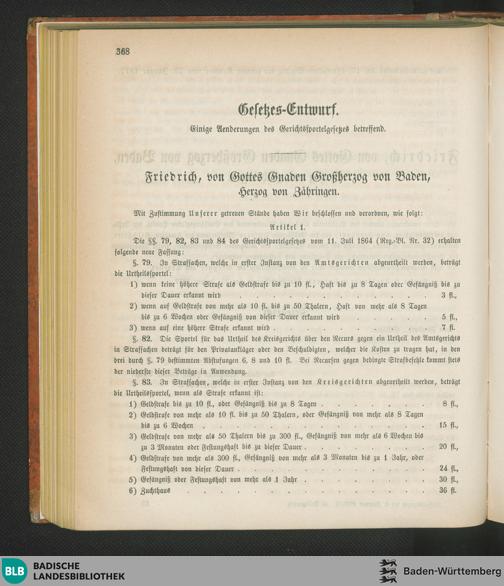 368
Gesetzes-Entwurf.
Einige Aenderungen des Gerichtssportelgesetzes betreffend.
Friedrich, von Gottes Gnaden Großherzog von Baden,
Herzog von Zähringen.
Mit Zustimmung Unserer getreuen Stände haben Wir beschlossen und verordnen, wie folgt:
Artikel 1.
Die §§. 79, 82, 83 und 84 des Gerichtssportelgesetzes vom 11. Juli 1864 (Reg.-Bl. Nr. 32) erhalten
folgende neue Fassung:
§. 79. In Strafsachen, welche in erster Instanz von den Amtsgerichten abgeurtheilt werden, beträgt
die Urtheilssportel:
1) wenn keine höhere Strafe als Geldstrafe bis zu 10 fl., Haft bis zu 8 Tagen oder Gefängniß bis zu
dieser Dauer erkannt wird . . . . . . 3 fl.,
2) wenn auf Geldstrafe von mehr als 10 fl. bis zu 50 Thalern, Haft von mehr als 8 Tagen
bis zu 6 Wochen oder Gefängniß von dieser Dauer erkannt wird . . . . 5 fl.,
3) wenn auf eine höhere Strafe erkannt wird . . . . . . 7 fl.
§. 82. Die Sportel für das Urtheil des Kreisgerichts über den Recurs gegen ein Urtheil des Amtsgerichts
in Strafsachen beträgt für den Privatankläger oder den Beschuldigten, welcher die Kosten zu tragen hat, in den
drei durch §. 79 bestimmten Abstufungen 6, 8 und 10 fl. Bei Recursen gegen bedingte Strafbefehle kommt stets
der niederste dieser Beträge in Anwendung.
§. 83. In Strafsachen, welche in erster Instanz von den Kreisgerichten abgeurtheilt werden, beträgt
die Urtheilssportel, wenn als Strafe erkannt ist:
1) Geldstrafe bis zu 10 fl., oder Gefängniß bis zu 8 Tagen . . . . . 8 fl.,
2) Geldstrafe von mehr als 10 fl. bis zu 50 Thalern, oder Gefängniß von mehr als 8 Tagen
bis zu 6 Wochen . . . . . . . 15 fl.,
3) Geldstrafe von mehr als 50 Thalern bis zu 300 fl., Gefängniß von mehr als 6 Wochen bis
zu 3 Monaten oder Festungshaft bis zu dieser Dauer . . . . . 20 fl.,
4) Geldstrafe von mehr als 300 fl., Gefängniß von mehr als 3 Monaten bis zu 1 Jahr, oder
Festungshaft von dieser Dauer . . . . . . 24 fl.,
5) Gefängniß oder Festungshaft von mehr als 1 Jahr . . . . . 30 fl.,
6) Zuchthaus . . . . . . . 36 fl.
BLB BADISCHE
LANDESBIBLIOTHEK
Baden-Württemberg